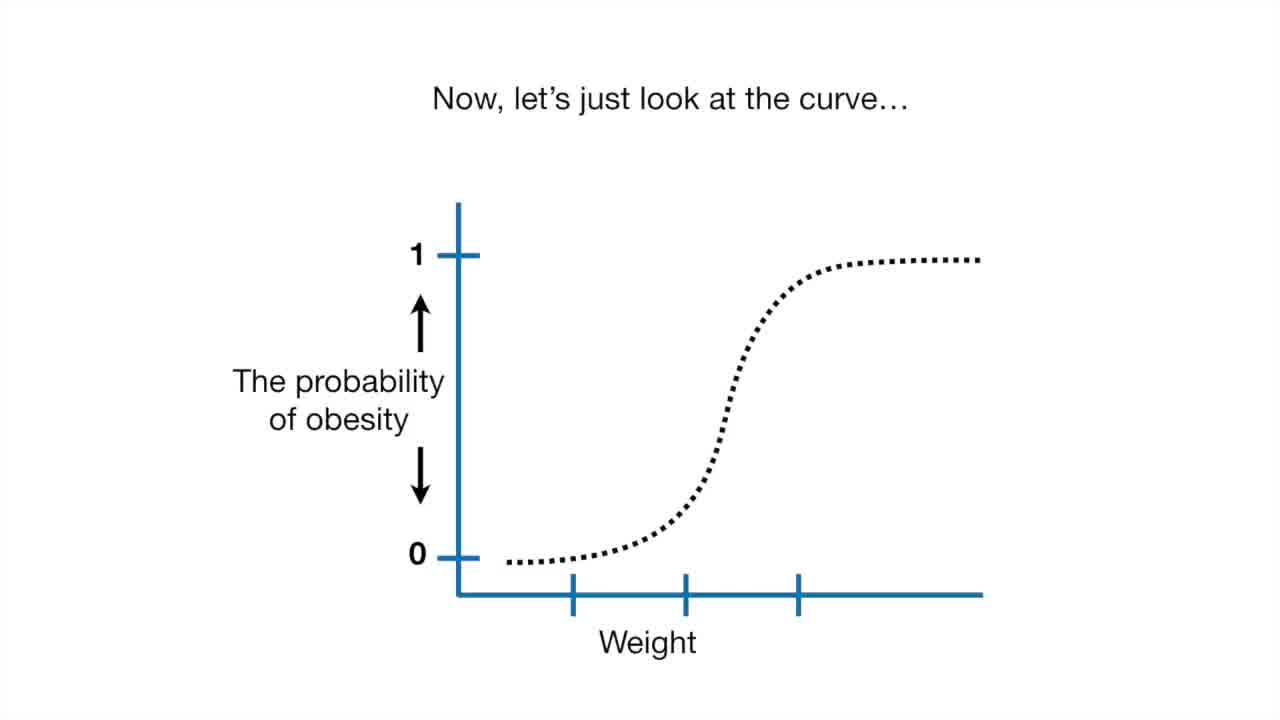 Now, let’s just look at the curve…
1
The probability
of obesity
0
Weight